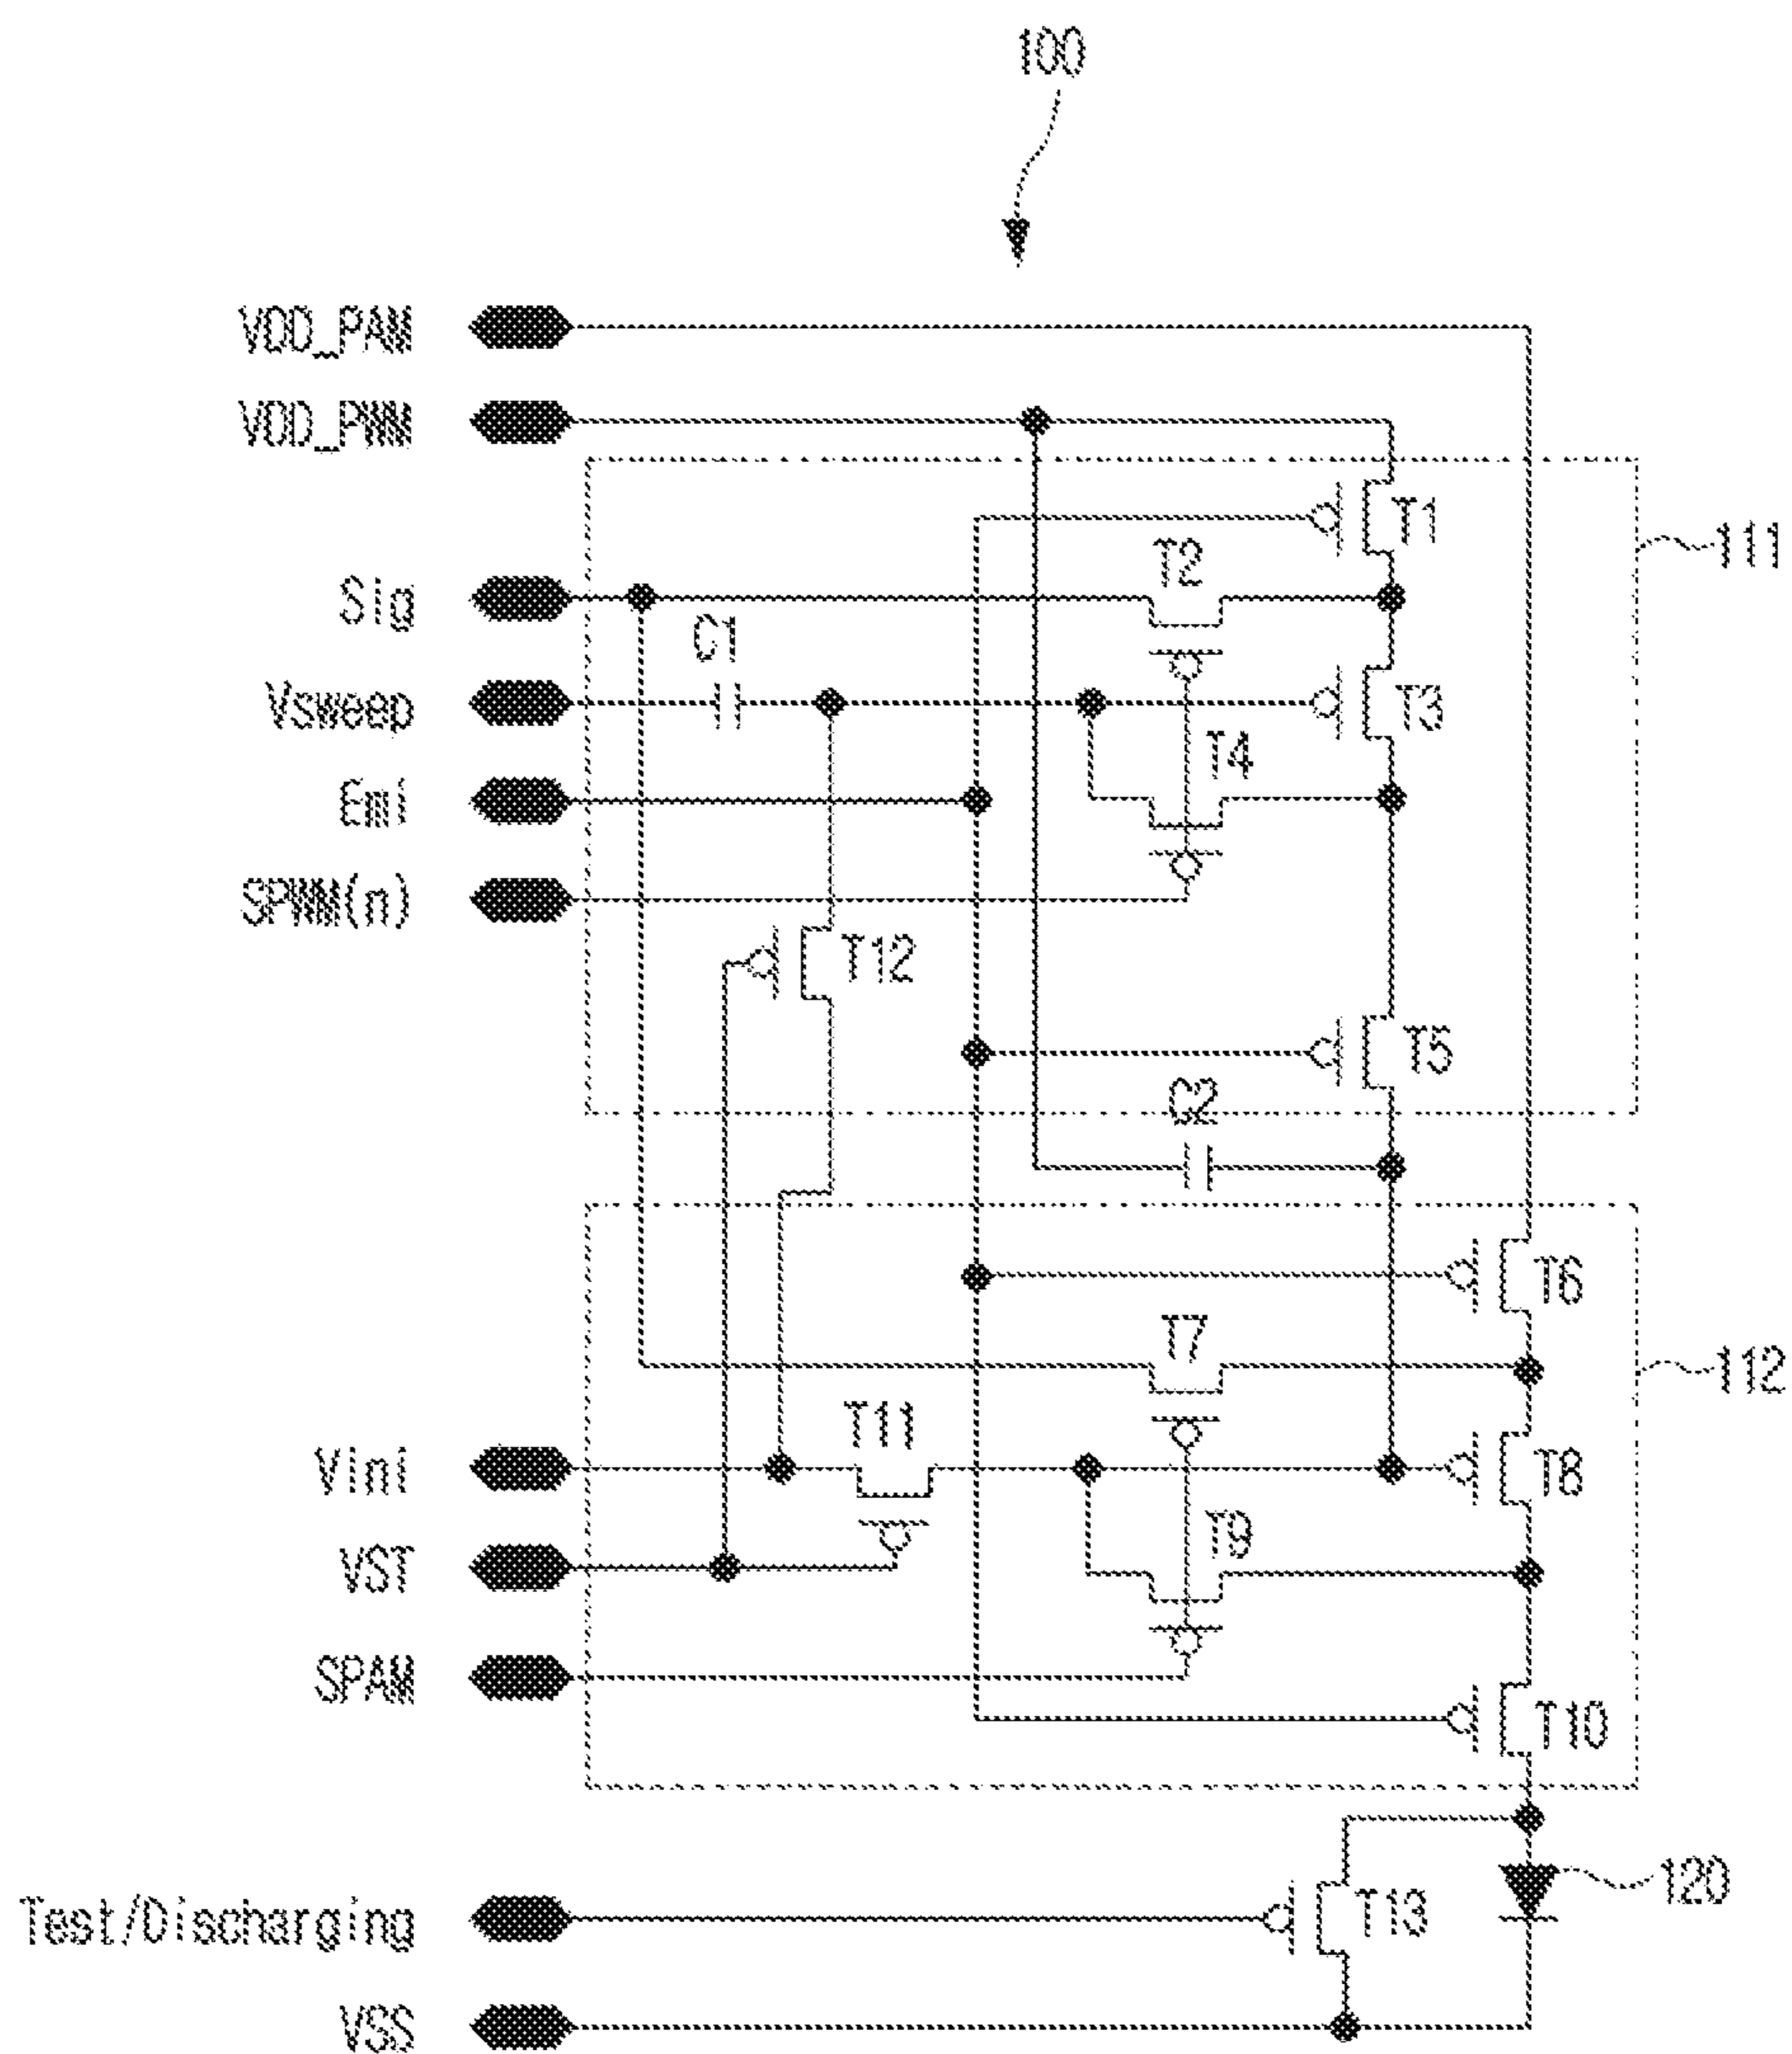 100
VDD_PAM
VDD_PWM
T1
111
T2
Sig
C1
Vsweep
T3
T4
Emi
SPWM(n)
T12
T5
C2
T6
T7
112
T11
Vini
T8
T9
VST
SPAM
T10
120
Test/Discharging
T13
VSS